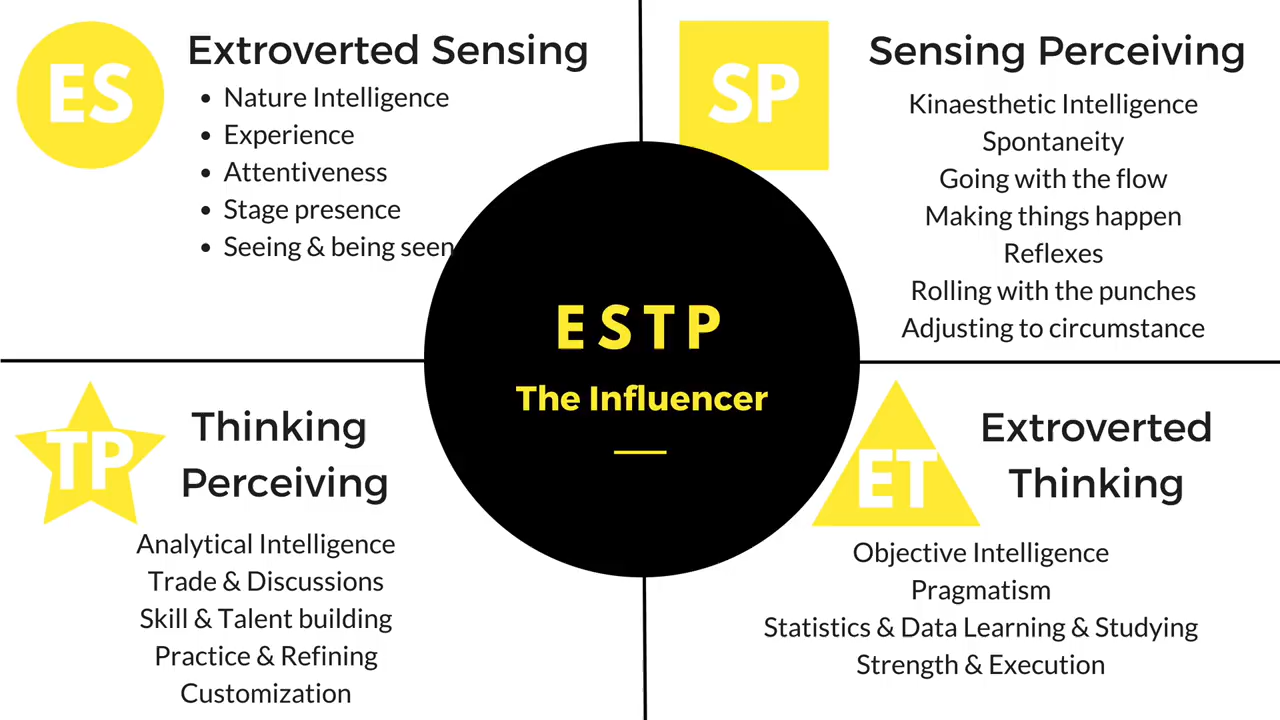 ES
Extroverted Sensing
• Nature Intelligence
• Experience
• Attentiveness
• Stage presence
• Seeing & being seen
SP
Sensing Perceiving
Kinaesthetic Intelligence
Spontaneity
Going with the flow
Making things happen
Reflexes
Rolling with the punches
Adjusting to circumstance
ESTP
The Influencer
TP
Thinking
Perceiving
Analytical Intelligence
Trade & Discussions
Skill & Talent building
Practice & Refining
Customization
ET
Extroverted
Thinking
Objective Intelligence
Pragmatism
Statistics & Data Learning & Studying
Strength & Execution